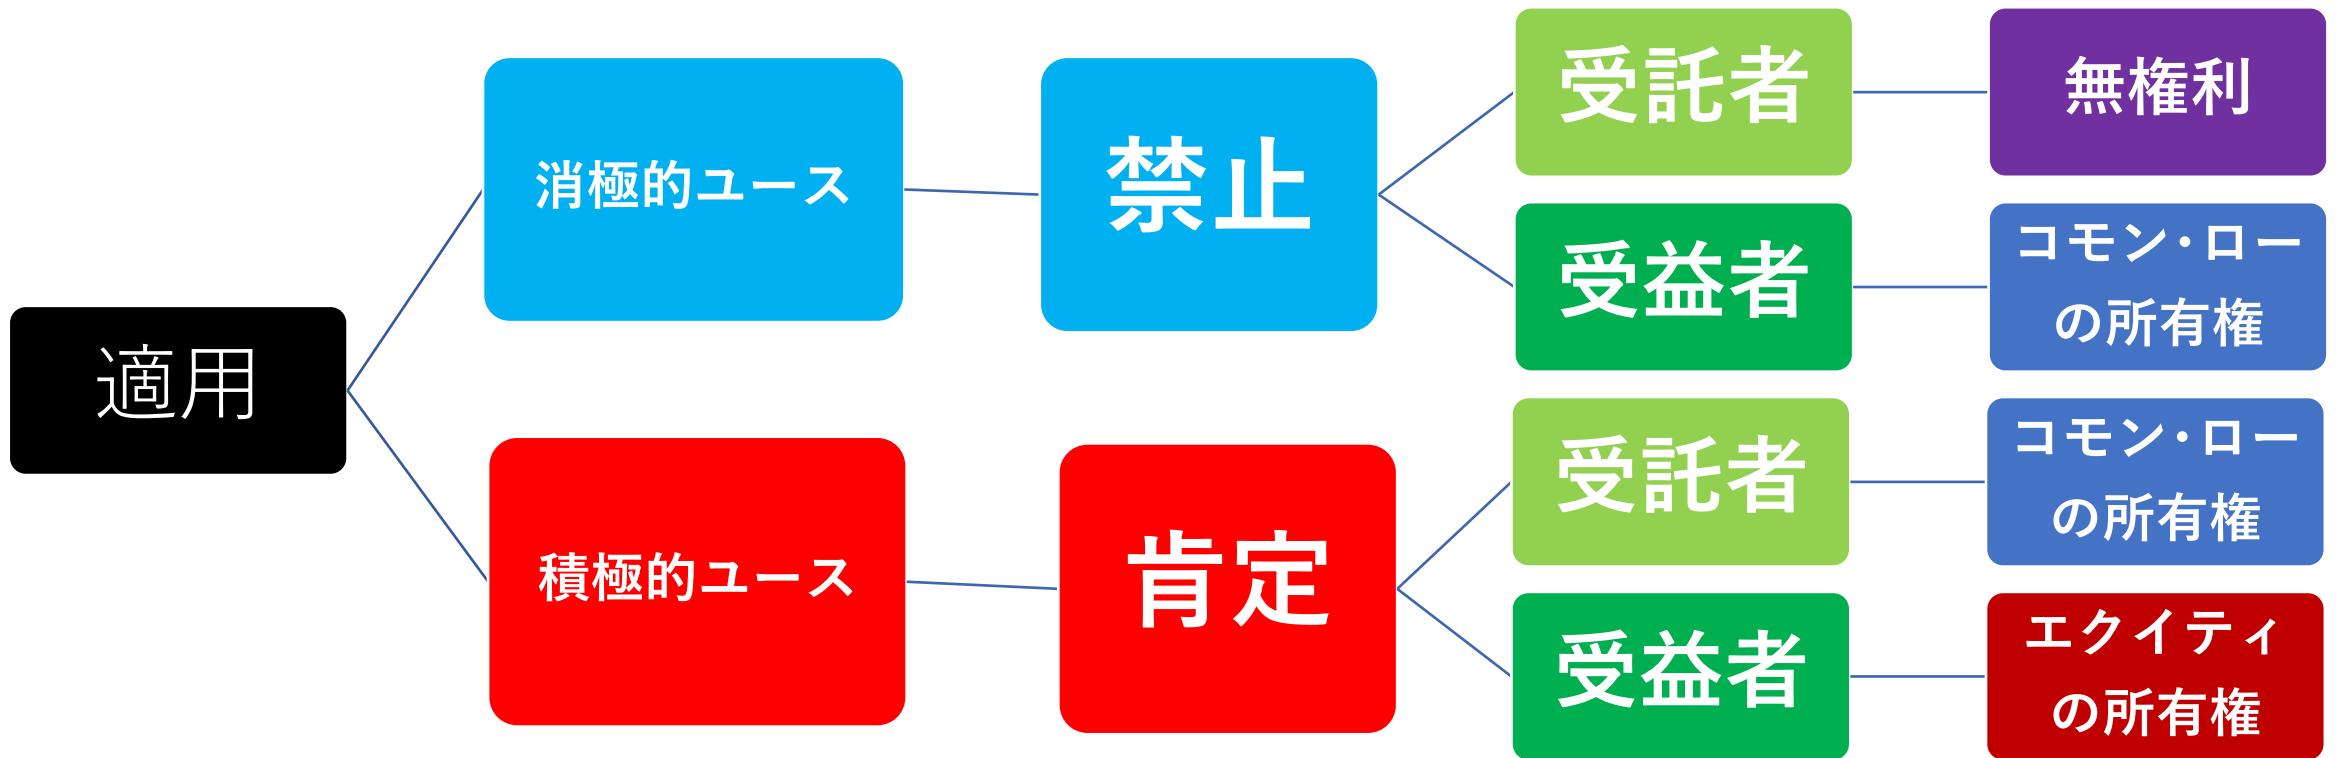 適用
消極的ユース
禁止
受託者
無権利
受益者
コモン・ロー
の所有権
積極的ユース
肯定
受託者
コモン・ロー
の所有権
受益者
エクイティ
の所有権